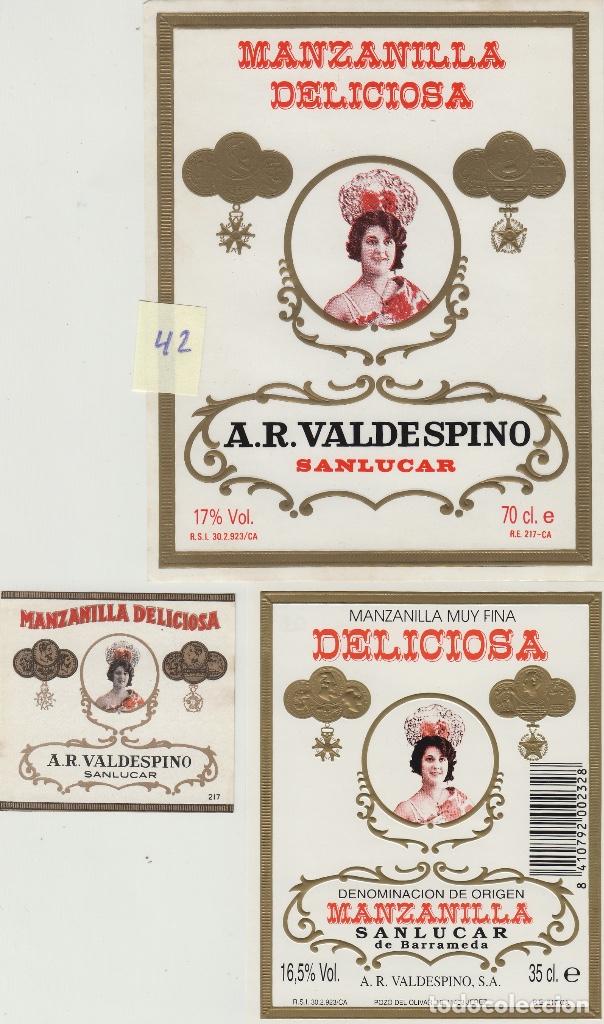 MANZANILLA
DELICIOSA
42
A.R. VALDESPINO
SANLUCAR
17% Vol.
R.S.I. 30.2.923/CA
70 cl. e
R.E. 217-CA
MANZANILLA DELICIOSA
A.R. VALDESPINO
SANLUCAR
217
MANZANILLA MUY FINA
DELICIOSA
8 410792 002328
DENOMINACION DE ORIGEN
MANZANILLA
SANLUCAR
de Barrameda
16,5% Vol.
A. R. VALDESPINO, S.A.
35 cl. e
R.S.I. 30.2.923/CA
POZO DEL
todocoleccion